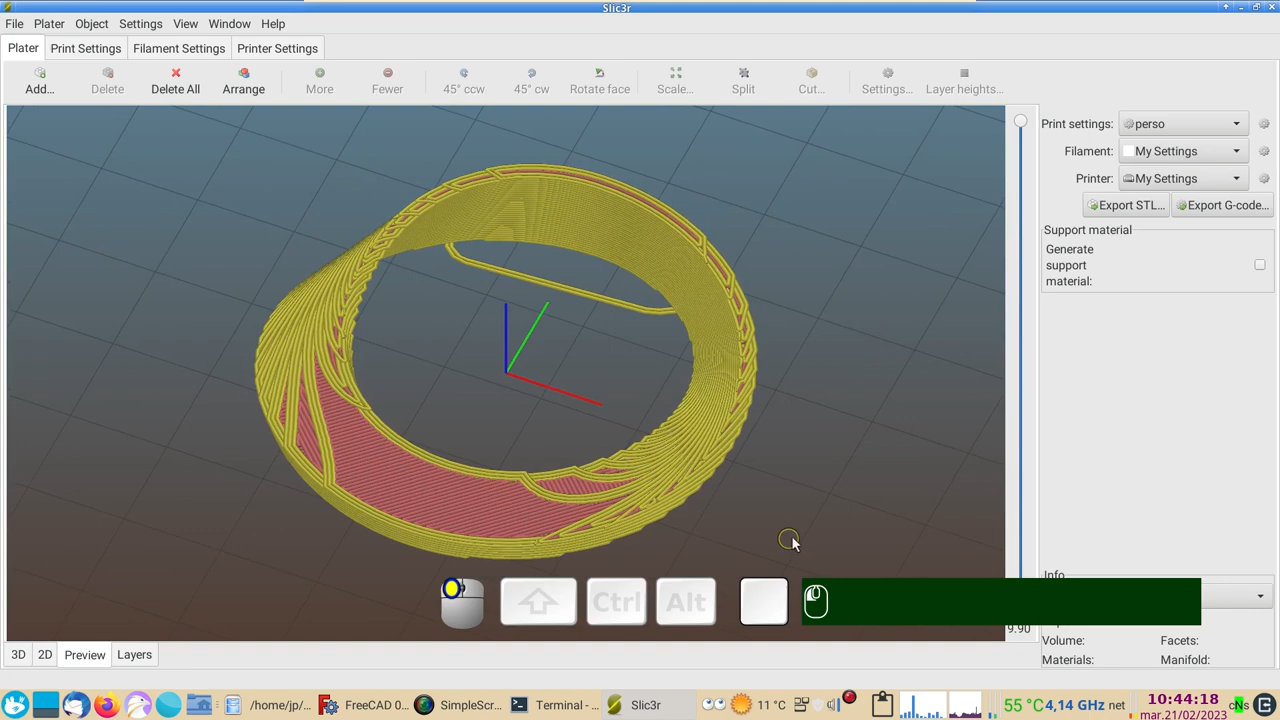 Slic3r
File Plater Object Settings View Window Help
Plater Print Settings Filament Settings Printer Settings
Add... Delete Delete All Arrange More Fewer 45° ccw 45° cw Rotate face Scale... Split Cut... Settings... Layer heights...
Print settings: perso
Filament: My Settings
Printer: My Settings
Export STL... Export G-code...
Support material
Generate
support
material:
Info
Ctrl Alt
9.90
Volume: Facets:
Materials: Manifold:
3D 2D Preview Layers
/home/jp/... FreeCAD 0... SimpleScr... Terminal - ... Slic3r 11 °C 55 °C 4,14 GHz net 10:44:18 cNs
mar.21/02/2023